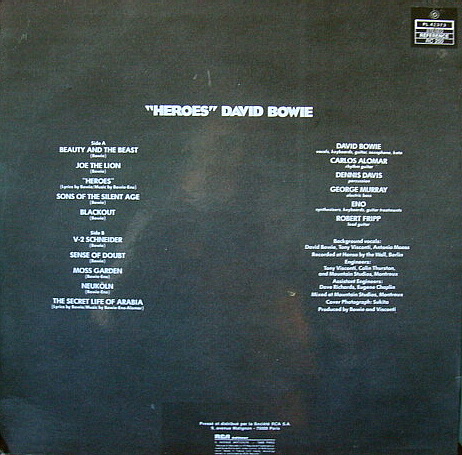 PL 42372
REFERENCE
"HEROES" DAVID BOWIE
Side A
BEAUTY AND THE BEAST
(Bowie)
JOE THE LION
(Bowie)
"HEROES"
(Lyrics by Bowie/Music by Bowie-Eno)
SONS OF THE SILENT AGE
(Bowie)
BLACKOUT
(Bowie)
Side B
V-2 SCHNEIDER
(Bowie)
SENSE OF DOUBT
(Bowie)
MOSS GARDEN
(Bowie-Eno)
NEUKÖLN
(Bowie-Eno)
THE SECRET LIFE OF ARABIA
(Lyrics by Bowie/Music by Bowie-Eno-Alomar)
DAVID BOWIE
vocals, keyboards, guitar, saxophone, koto
CARLOS ALOMAR
rhythm guitar
DENNIS DAVIS
percussion
GEORGE MURRAY
electric bass
ENO
synthesizers, keyboards, guitar treatments
ROBERT FRIPP
lead guitar
Background vocals:
David Bowie, Tony Visconti, Antonia Maass
Recorded at Hansa by the Wall, Berlin
Engineers:
Tony Visconti, Colin Thurston,
and Mountain Studios, Montreux
Assistant Engineers:
Dave Richards, Eugene Chaplin
Mixed at Mountain Studios, Montreux
Cover Photograph: Sukita
Produced by Bowie and Visconti
Pressé et distribué par la Société RCA S.A
9, avenue Matignon - 75008 Paris
RCA